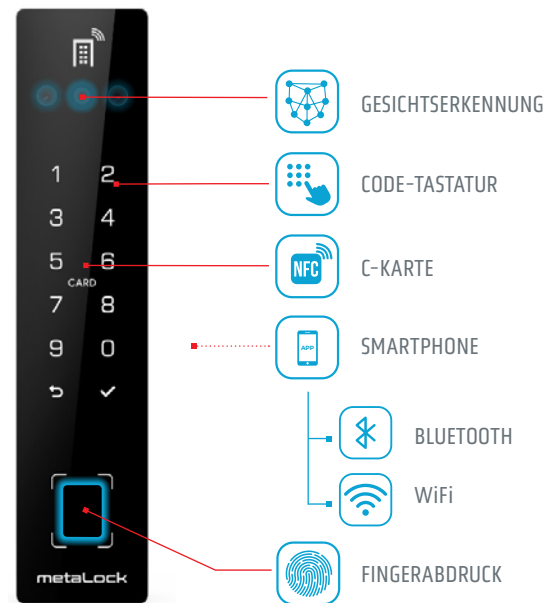 GESICHTSERKENNUNG
1 2
CODE-TASTATUR
3 4
5 6
CARD
NFC
C-KARTE
7 8
9 0
APP
SMARTPHONE
BLUETOOTH
WiFi
FINGERABDRUCK
metaLock